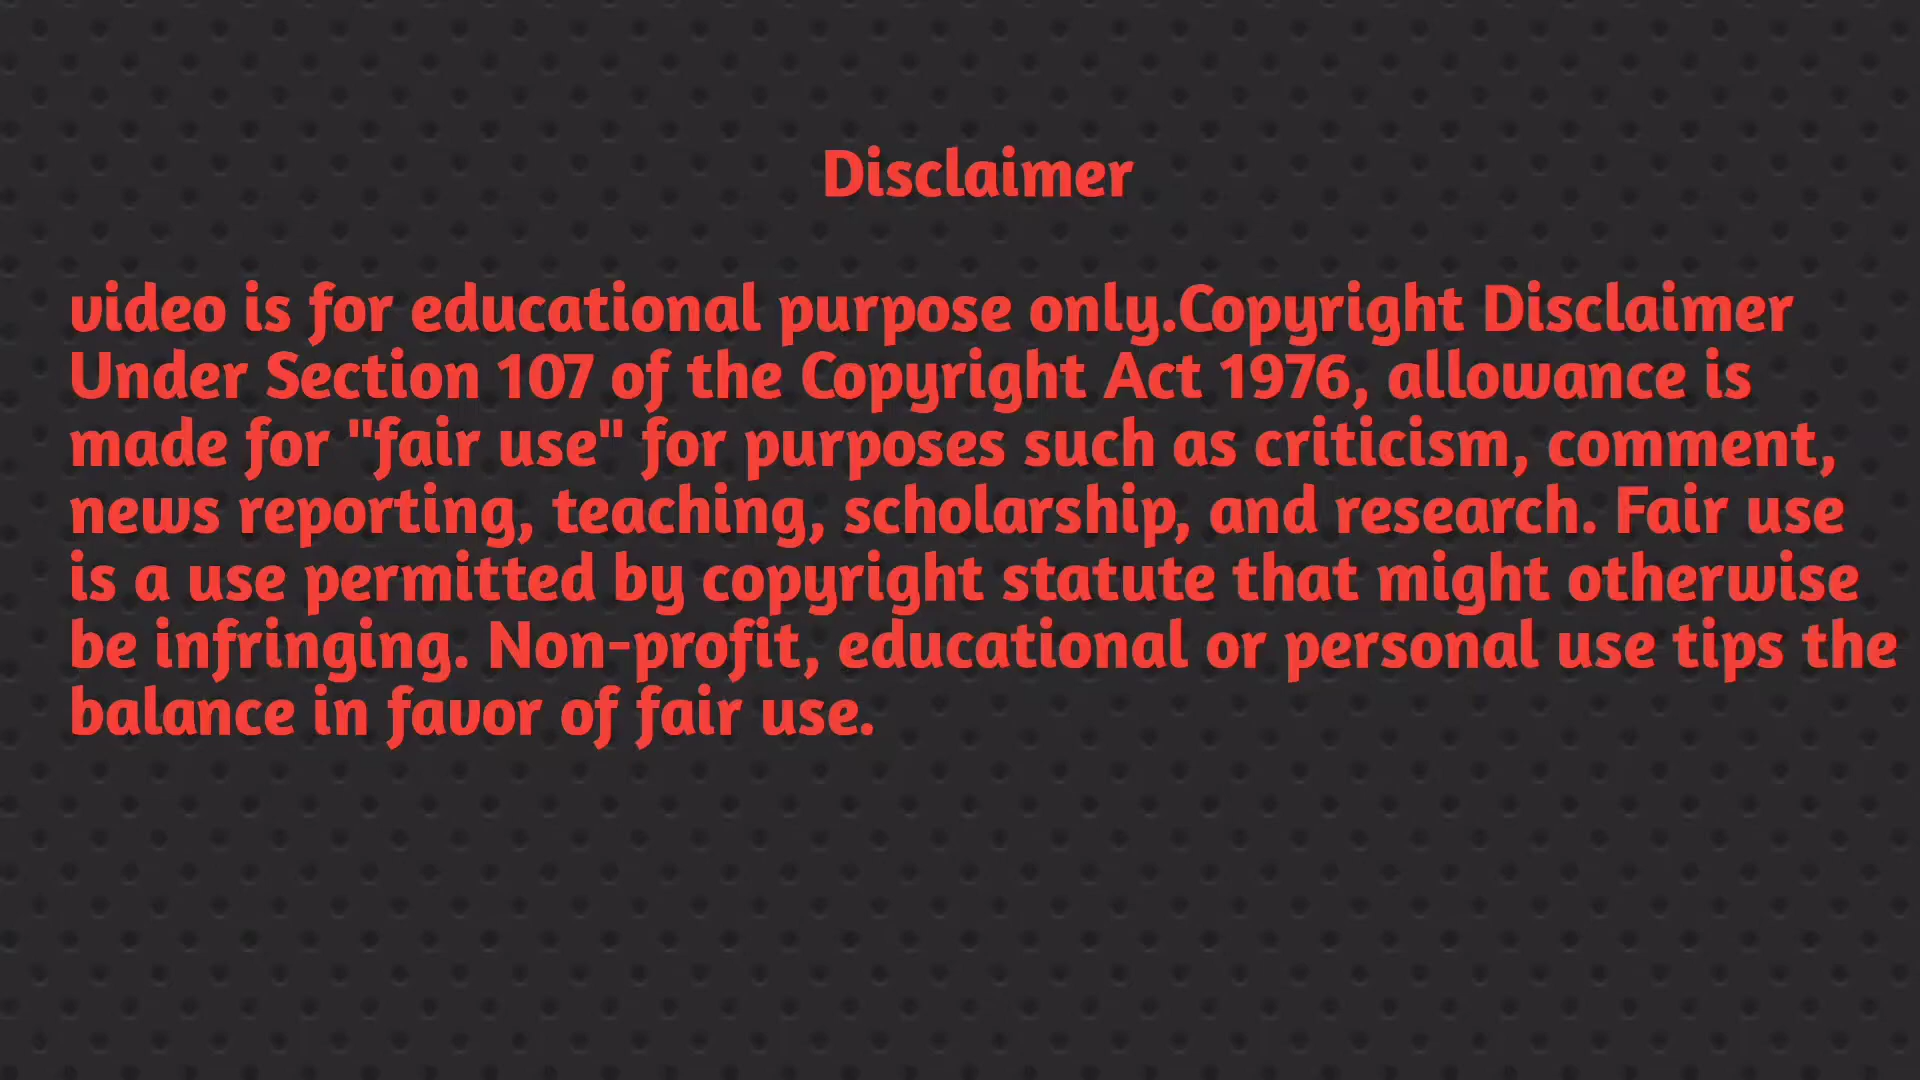 Disclaimer
video is for educational purpose only.Copyright Disclaimer
Under Section 107 of the Copyright Act 1976, allowance is
made for "fair use" for purposes such as criticism, comment,
news reporting, teaching, scholarship, and research. Fair use
is a use permitted by copyright statute that might otherwise
be infringing. Non-profit, educational or personal use tips the
balance in favor of fair use.